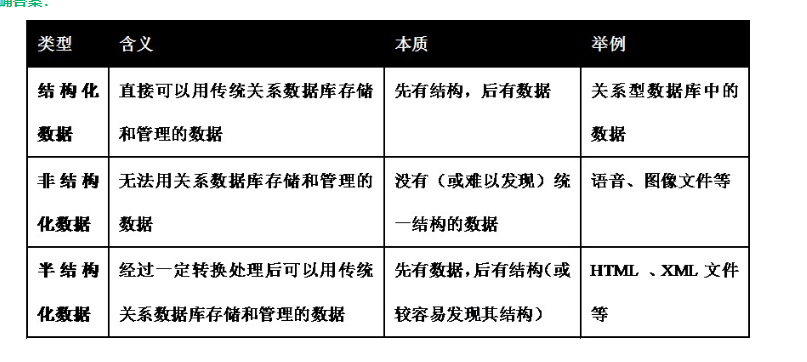 确答案：
类型 含义 本质 举例
结构化 直接可以用传统关系数据库存储 先有结构，后有数据 关系型数据库中的
数据 和管理的数据 数据
非结构 无法用关系数据库存储和管理的 没有（或难以发现）统 语音、图像文件等
化数据 数据 一结构的数据
半结构 经过一定转换处理后可以用传统 先有数据，后有结构（或 HTML 、XML 文件
化数据 关系数据库存储和管理的数据 较容易发现其结构） 等